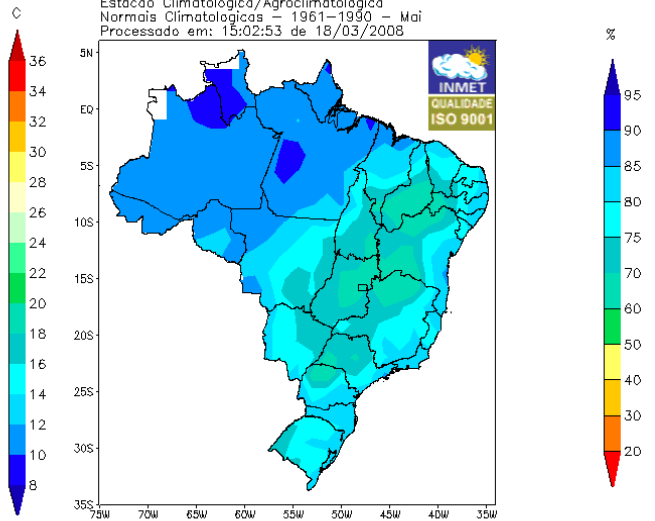 C
Estacao Climatológica/Agroclimatologica
Normais Climatologicas - 1961-1990 - Mai
Processado em: 15:02:53 de 18/03/2008
%
36
34
32
30
28
26
24
22
20
18
16
14
12
10
8
5N
EQ
5S
10S
15S
20S
25S
30S
35S
75W
70W
65W
60W
55W
50W
45W
40W
35W
INMET
QUALIDADE
ISO 9001
95
90
85
80
75
70
60
50
40
30
20